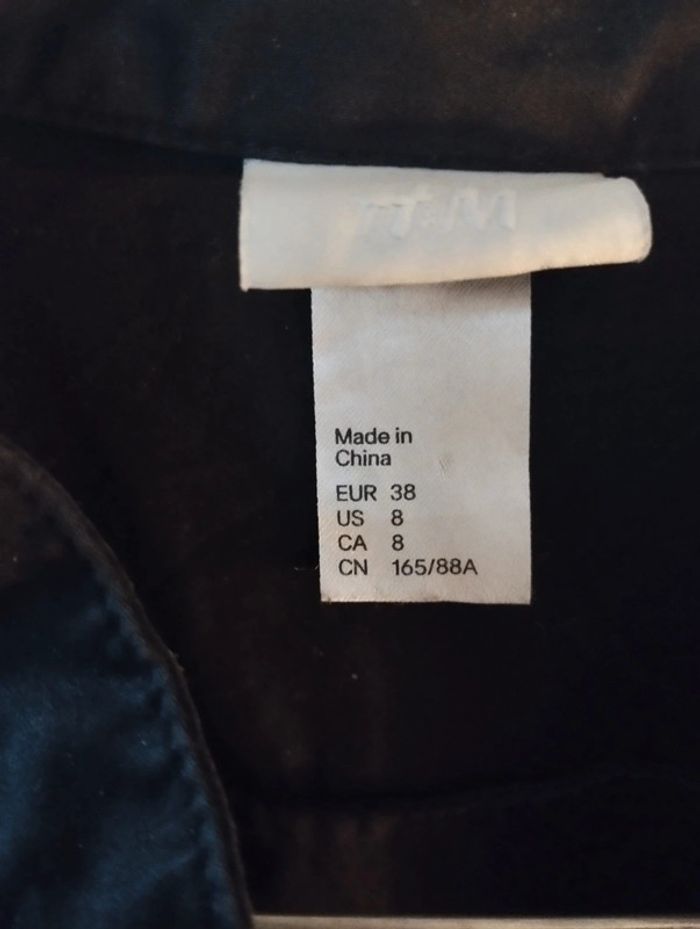 H&M
Made in
China
EUR 38
US 8
CA 8
CN 165/88A